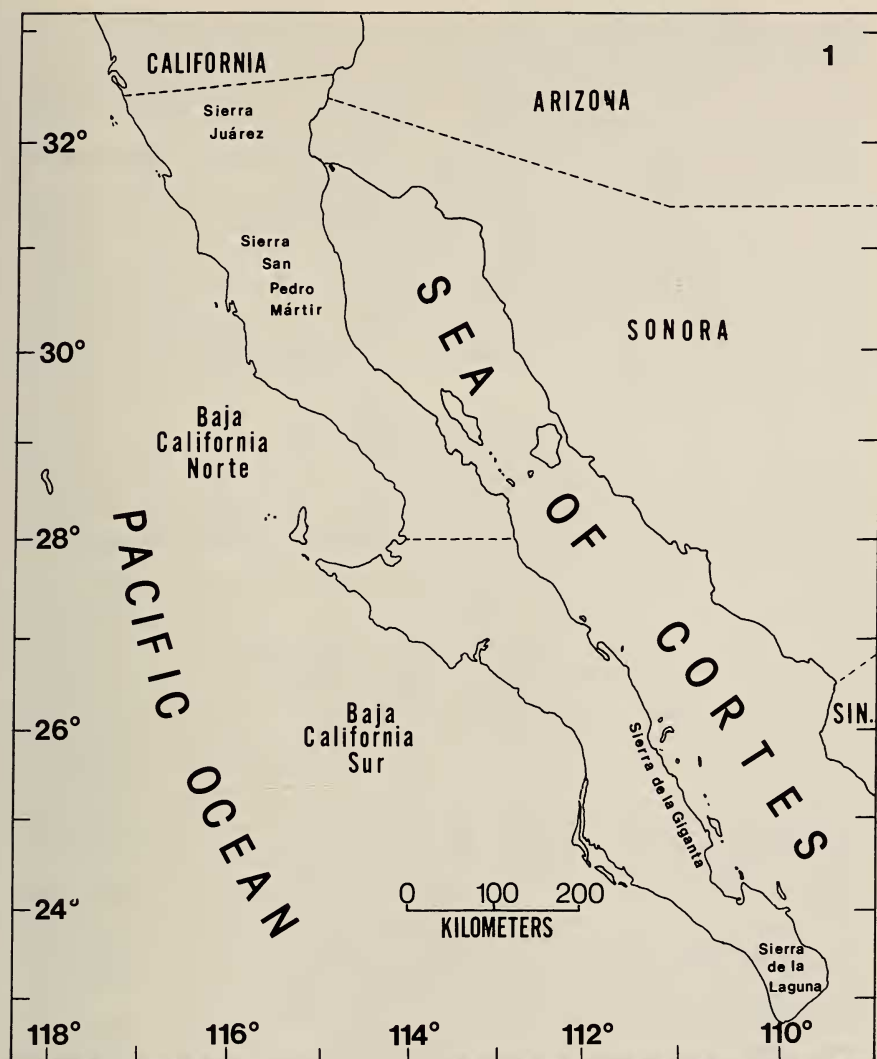 1
CALIFORNIA
ARIZONA
Sierra
Juárez
32°
Sierra
San
Pedro
Mártir
SEA OF CORTES
SONORA
30°
Baja
California
Norte
PACIFIC OCEAN
28°
26°
Baja
California
Sur
SIN.
Sierra de la Giganta
24°
0 100 200
KILOMETERS
Sierra
de la
Laguna
118° 116° 114° 112° 110°